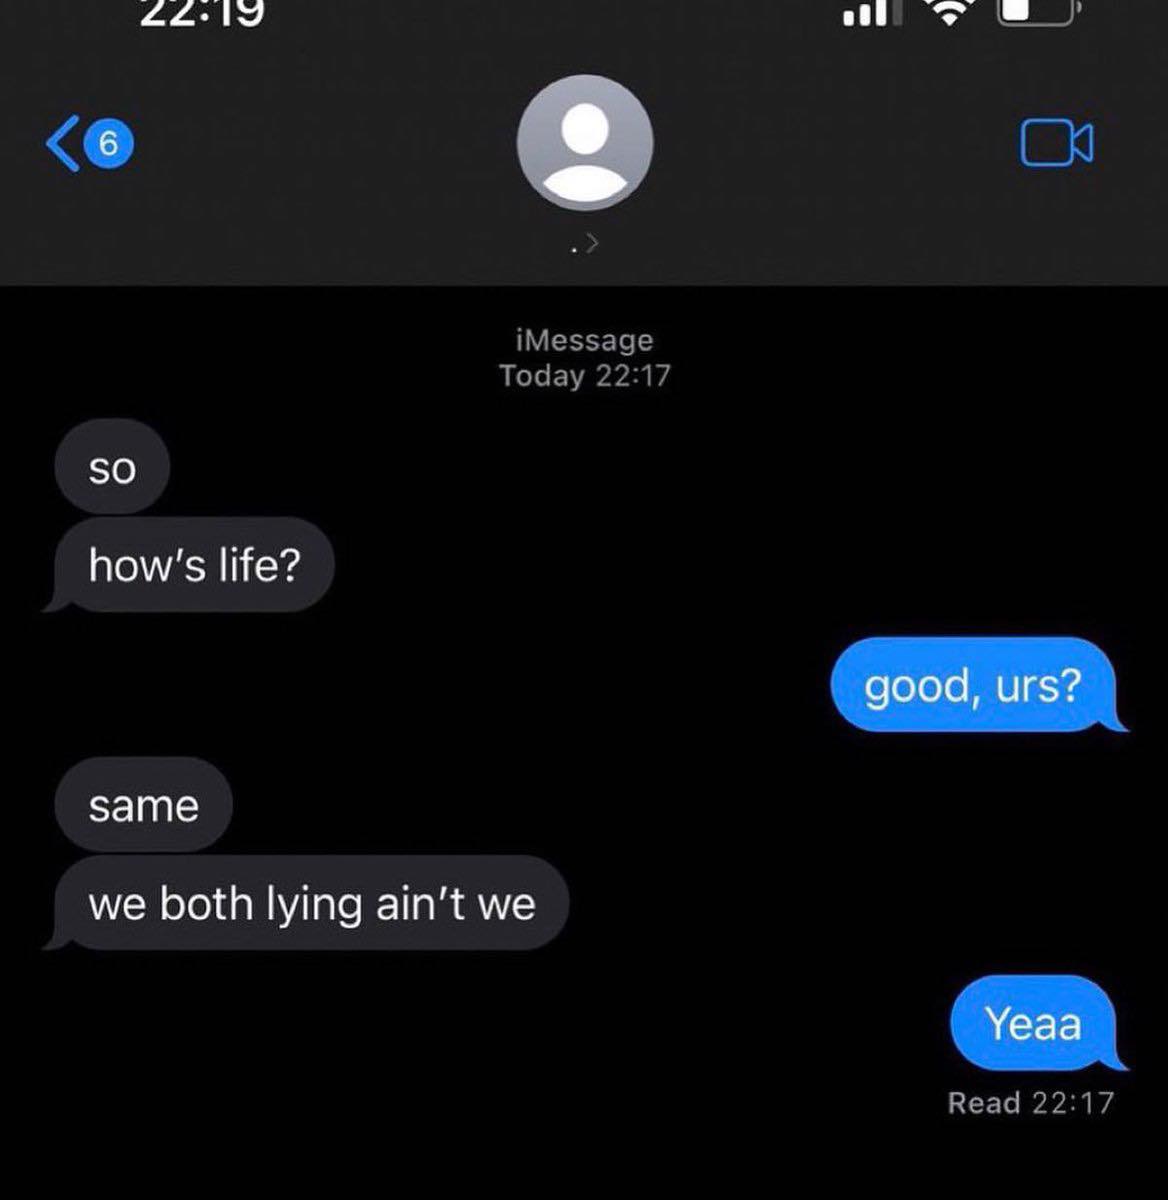 22:19
6
.
iMessage
Today 22:17
so
how's life?
good, urs?
same
we both lying ain't we
Yeaa
Read 22:17